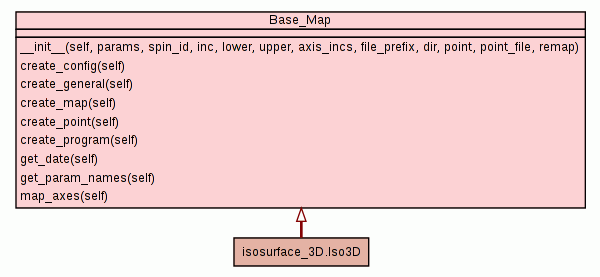 Base_Map
__init__(self, params, spin_id, inc, lower, upper, axis_incs, file_prefix, dir, point, point_file, remap)
create_config(self)
create_general(self)
create_map(self)
create_point(self)
create_program(self)
get_date(self)
get_param_names(self)
map_axes(self)
isosurface_3D.Iso3D